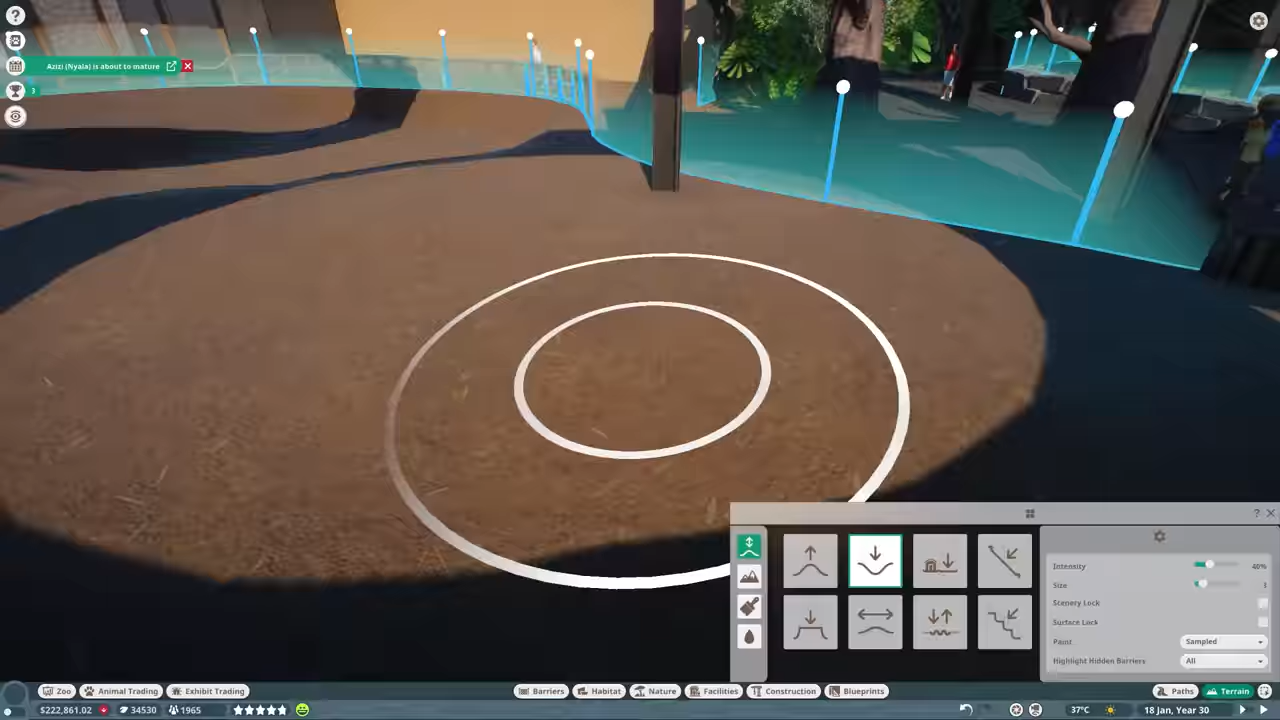 ?
Azizi (Nyala) is about to mature
3
?
Intensity 40%
Size 3
Scenery Lock
Surface Lock
Paint Sampled
Highlight Hidden Barriers All
Zoo Animal Trading Exhibit Trading Barriers Habitat Nature Facilities Construction Blueprints Paths Terrain
$222,861.02 34530 1965 37°C 18 Jan, Year 30